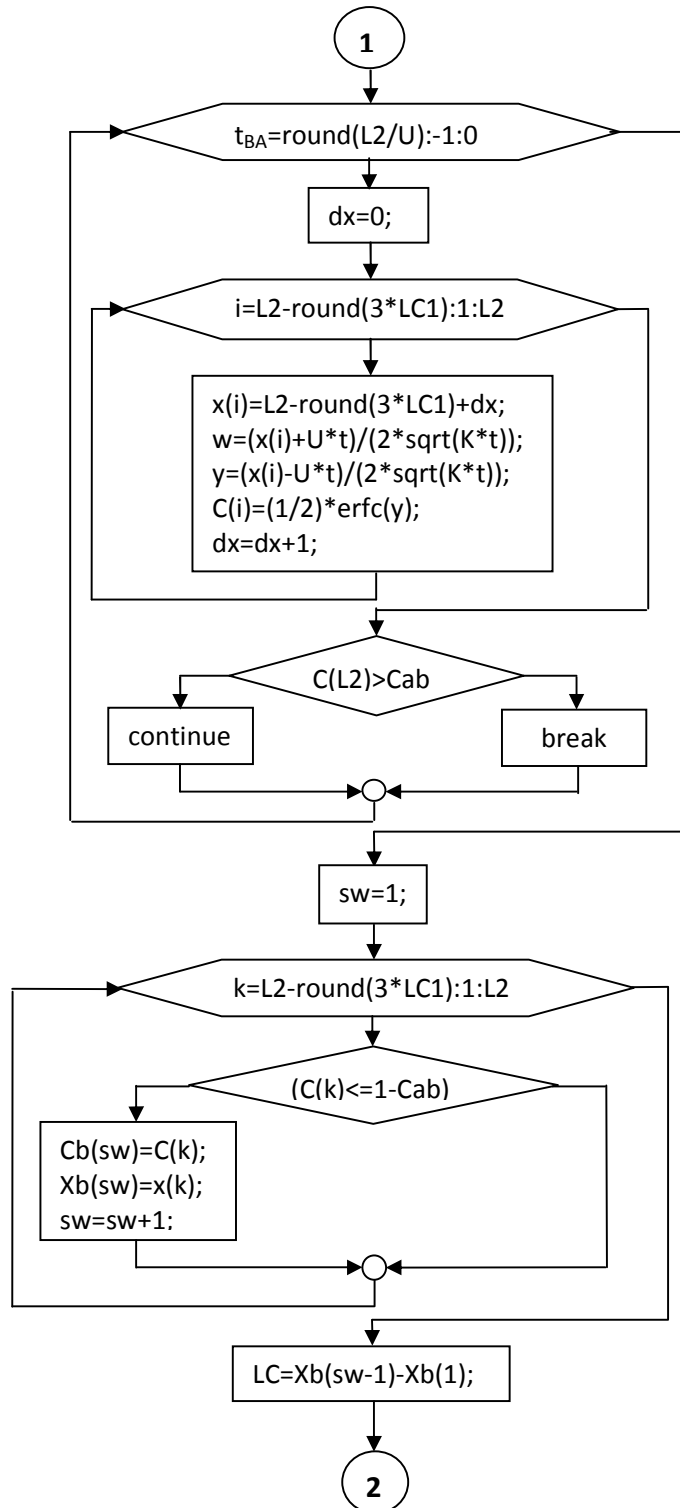 1
t_BA=round(L2/U):-1:0
dx=0;
i=L2-round(3*LC1):1:L2
x(i)=L2-round(3*LC1)+dx;
w=(x(i)+U*t)/(2*sqrt(K*t));
y=(x(i)-U*t)/(2*sqrt(K*t));
C(i)=(1/2)*erfc(y);
dx=dx+1;
C(L2)>Cab
continue
break
sw=1;
k=L2-round(3*LC1):1:L2
(C(k)<=1-Cab)
Cb(sw)=C(k);
Xb(sw)=x(k);
sw=sw+1;
LC=Xb(sw-1)-Xb(1);
2